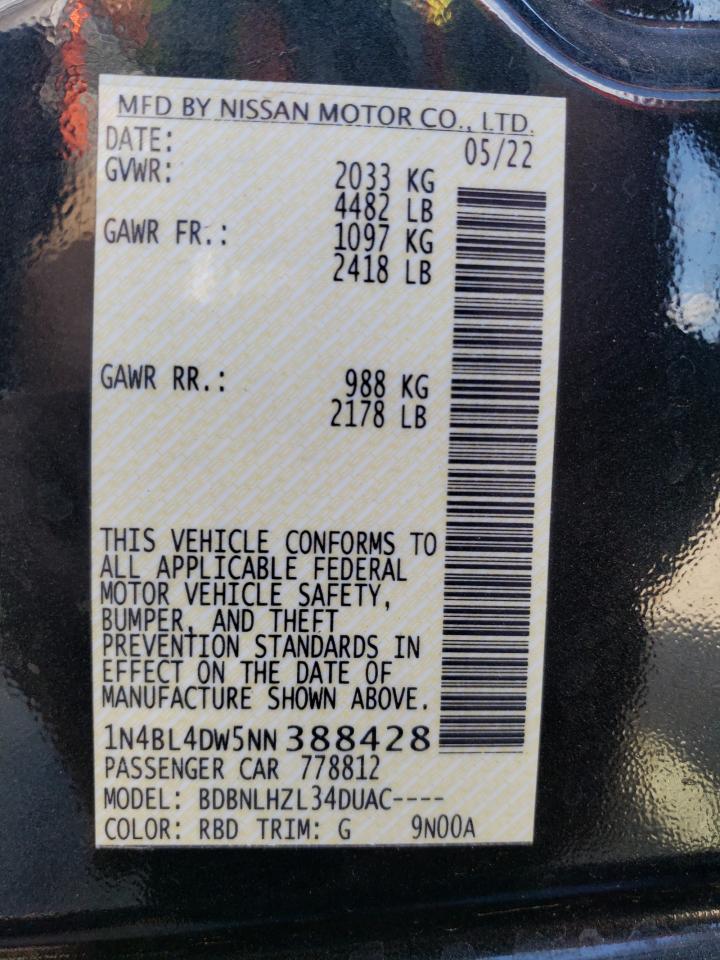 MFD BY NISSAN MOTOR CO., LTD.
DATE: 05/22
GVWR: 2033 KG
4482 LB
GAWR FR.: 1097 KG
2418 LB
GAWR RR.: 988 KG
2178 LB
THIS VEHICLE CONFORMS TO
ALL APPLICABLE FEDERAL
MOTOR VEHICLE SAFETY,
BUMPER, AND THEFT
PREVENTION STANDARDS IN
EFFECT ON THE DATE OF
MANUFACTURE SHOWN ABOVE.
1N4BL4DW5NN388428
PASSENGER CAR 778812
MODEL: BDBNLHZL34DUAC----
COLOR: RBD TRIM: G 9N00A